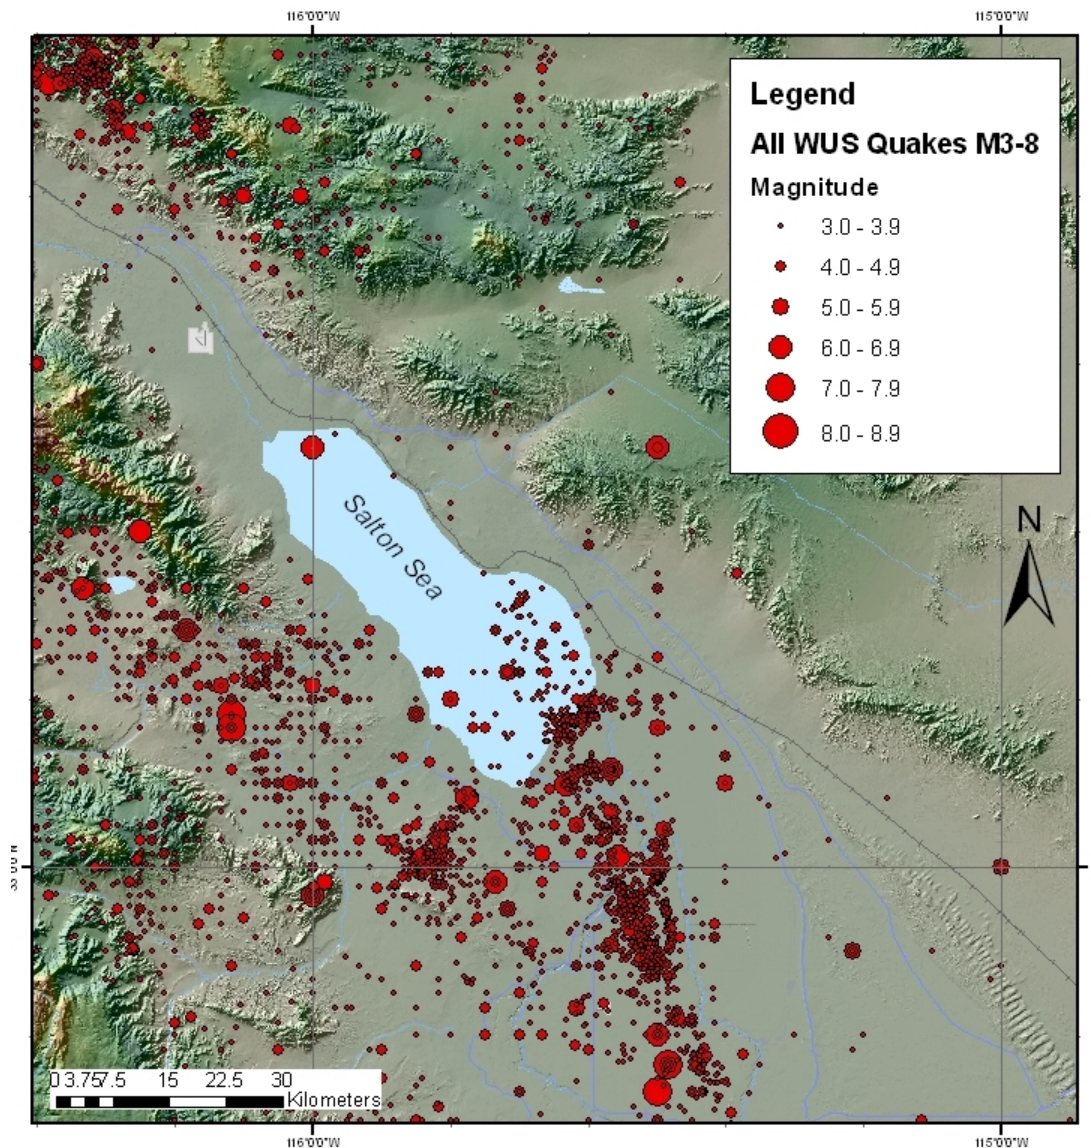 116°0'0"W
115°0'0"W
Legend
All WUS Quakes M3-8
Magnitude
3.0 - 3.9
4.0 - 4.9
5.0 - 5.9
6.0 - 6.9
7.0 - 7.9
8.0 - 8.9
Salton Sea
N
0 3.75 7.5 15 22.5 30
Kilometers
116°0'0"W
115°0'0"W